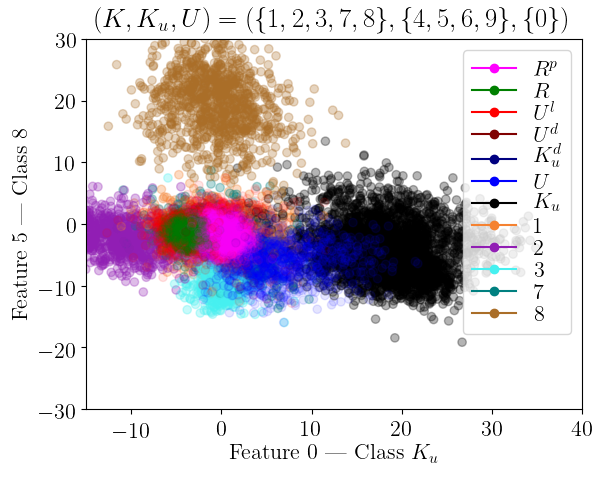 (K, K_u, U) = ({1, 2, 3, 7, 8}, {4, 5, 6, 9}, {0})
30
20
10
0
−10
−20
−30
Feature 5 — Class 8
R^p
R
U^l
U^d
K_u^d
U
K_u
1
2
3
7
8
−10
0
10
20
30
40
Feature 0 — Class K_u